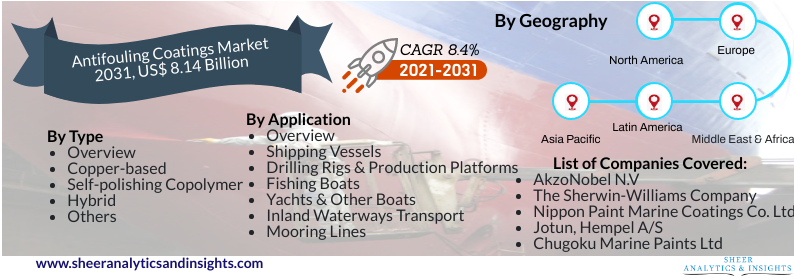 Antifouling Coatings Market
2031, US$ 8.14 Billion
CAGR 8.4%
2021-2031
By Geography
North America
Europe
Asia Pacific
Latin America
Middle East & Africa
By Type
• Overview
• Copper-based
• Self-polishing Copolymer
• Hybrid
• Others
By Application
• Overview
• Shipping Vessels
• Drilling Rigs & Production Platforms
• Fishing Boats
• Yachts & Other Boats
• Inland Waterways Transport
• Mooring Lines
List of Companies Covered:
• AkzoNobel N.V
• The Sherwin-Williams Company
• Nippon Paint Marine Coatings Co. Ltd
• Jotun, Hempel A/S
• Chugoku Marine Paints Ltd
www.sheeranalyticsandinsights.com
SHEER
ANALYTICS & INSIGHTS